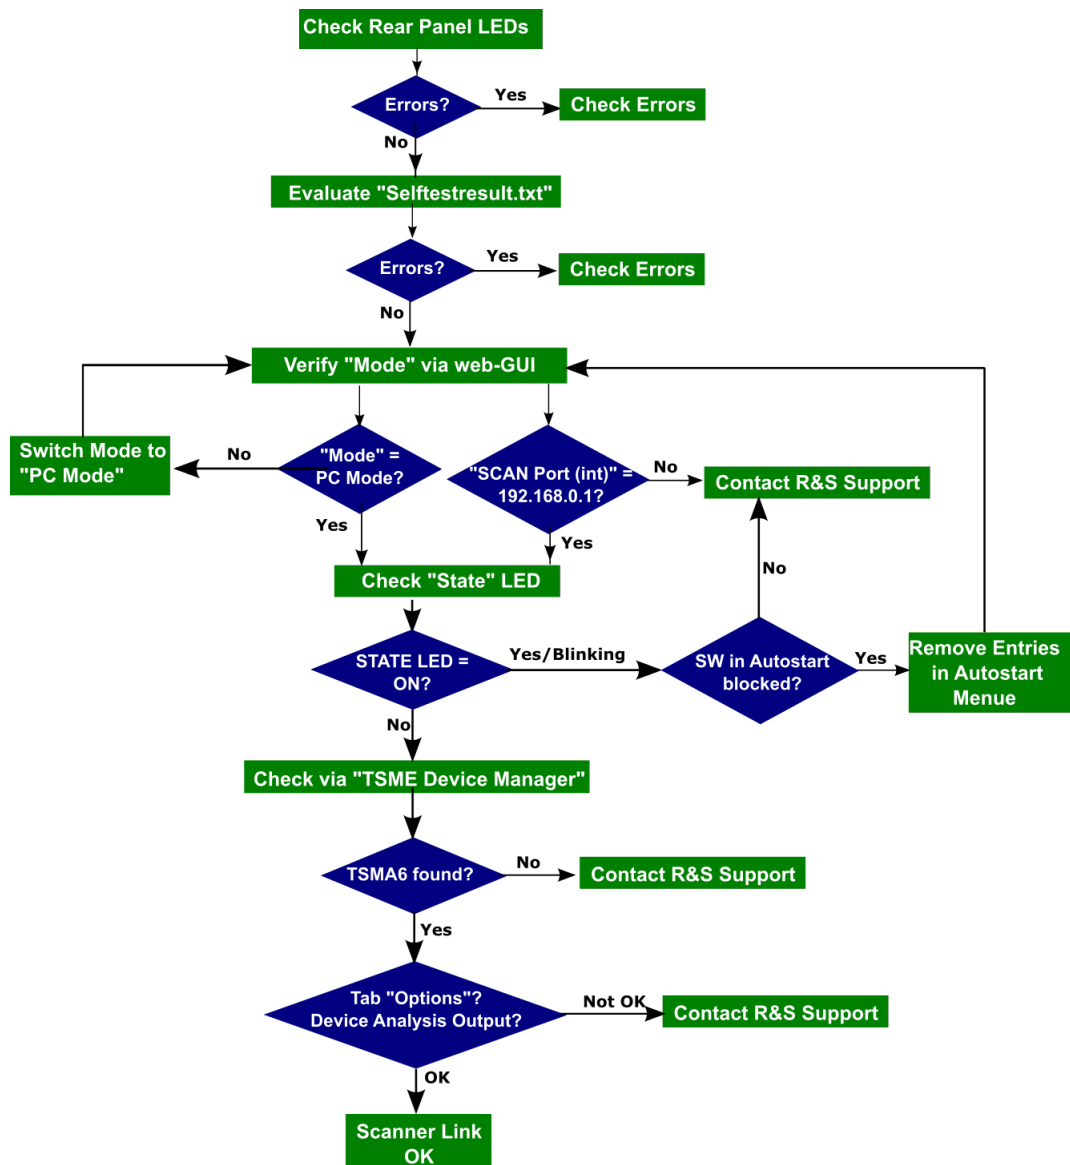 Check Rear Panel LEDs
Errors?
Yes
Check Errors
No
Evaluate "Selftestresult.txt"
Errors?
Yes
Check Errors
No
Verify "Mode" via web-GUI
Switch Mode to
"PC Mode"
No
"Mode" =
PC Mode?
"SCAN Port (int)" =
192.168.0.1?
No
Contact R&S Support
Yes
Yes
No
Check "State" LED
STATE LED =
ON?
Yes/Blinking
SW in Autostart
blocked?
Yes
Remove Entries
in Autostart
Menue
No
Check via "TSME Device Manager"
TSMA6 found?
No
Contact R&S Support
Yes
Tab "Options"?
Device Analysis Output?
Not OK
Contact R&S Support
OK
Scanner Link
OK